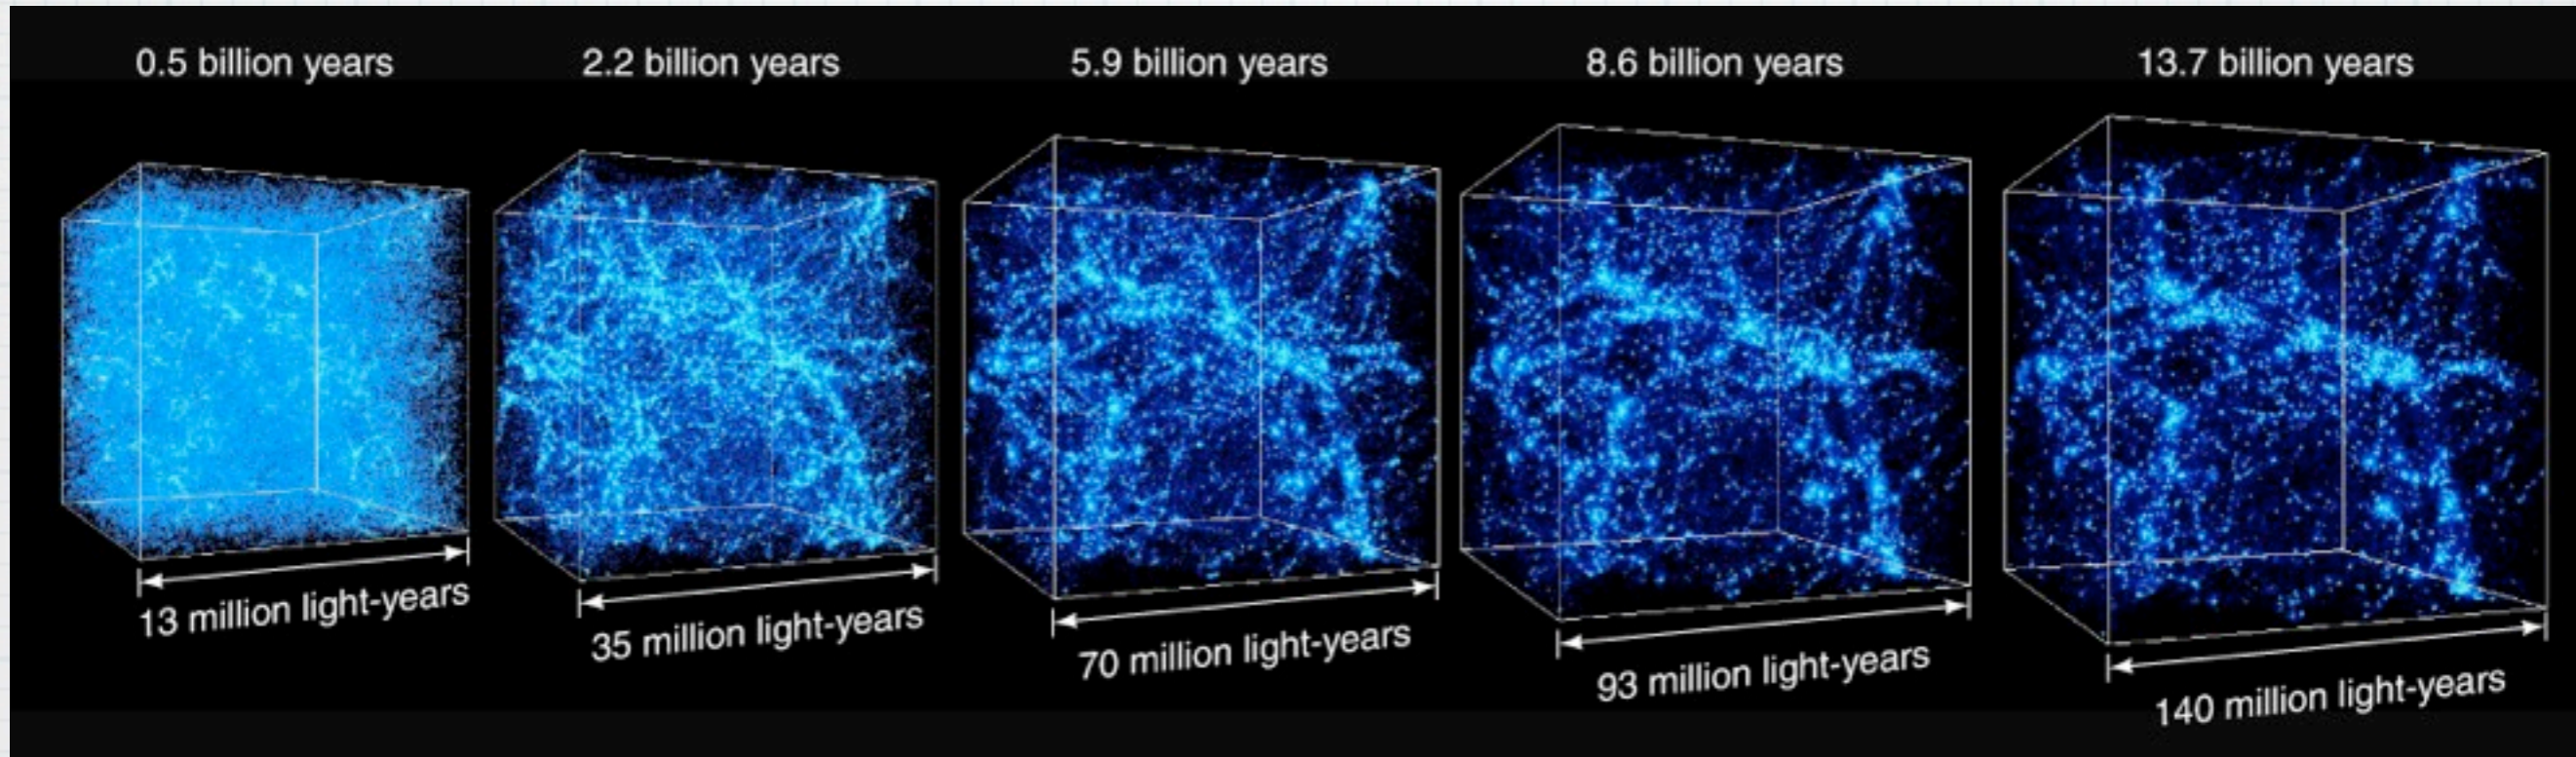 0.5 billion years
2.2 billion years
5.9 billion years
8.6 billion years
13.7 billion years
13 million light-years
35 million light-years
70 million light-years
93 million light-years
140 million light-years